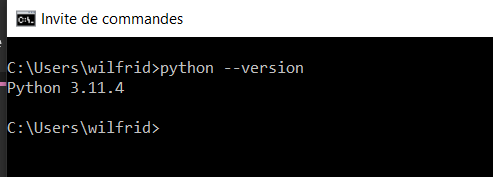 Invite de commandes
C:\Users\wilfrid>python --version
Python 3.11.4
C:\Users\wilfrid>